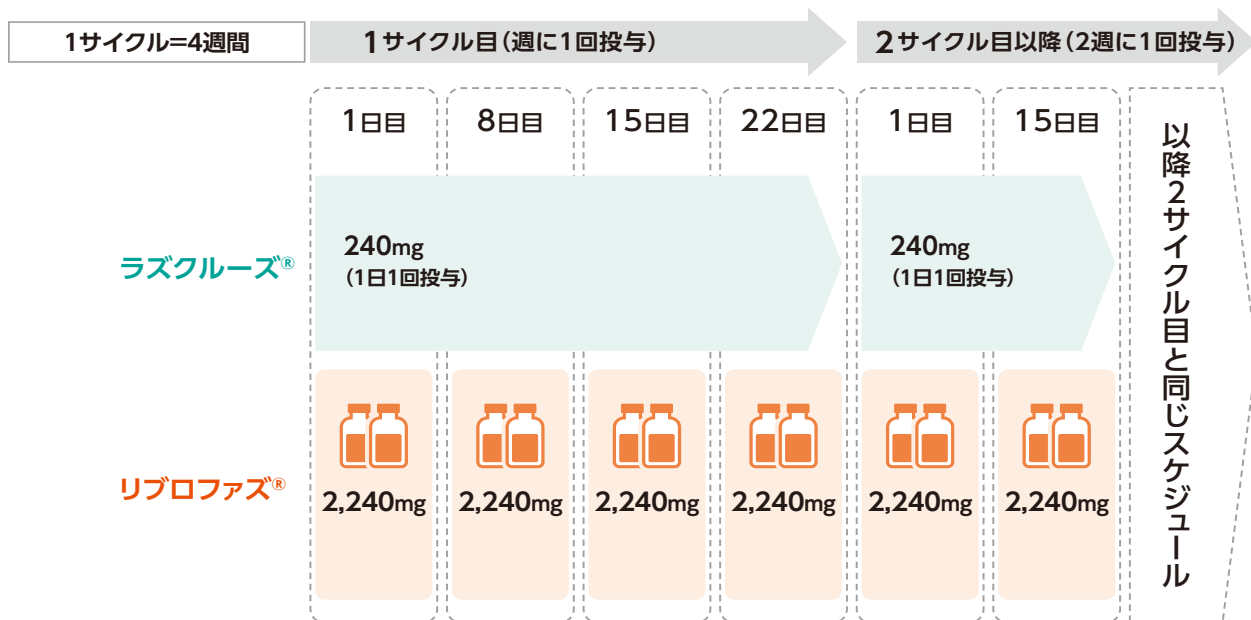 1サイクル=4週間
1サイクル目(週に1回投与)
2サイクル目以降(2週に1回投与)
1日目
8日目
15日目
22日目
1日目
15日目
以降2サイクル目と同じスケジュール
ラズクルーズ®
240mg
(1日1回投与)
240mg
(1日1回投与)
リブロファズ®
2,240mg
2,240mg
2,240mg
2,240mg
2,240mg
2,240mg